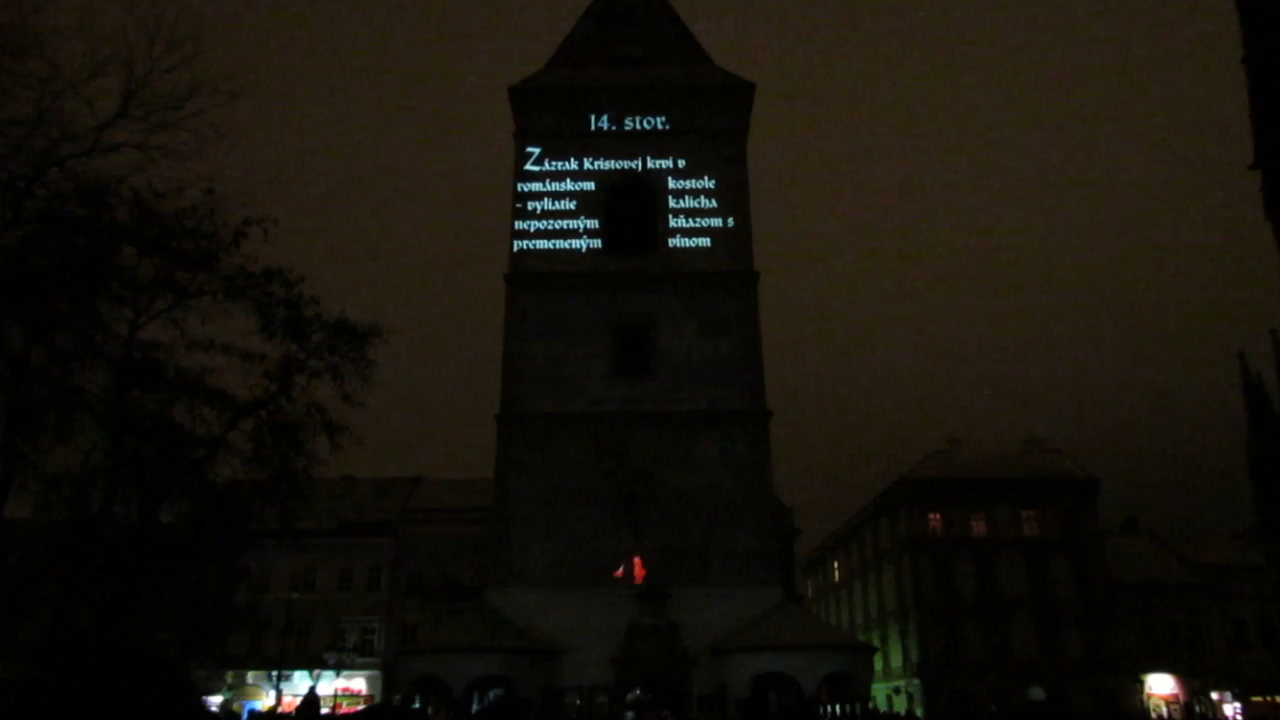 14. stor.
Zázrak Kristovej krvi v
románskom kostole
- vyliatie kalicha
nepozorným kňazom s
premeneným vínom